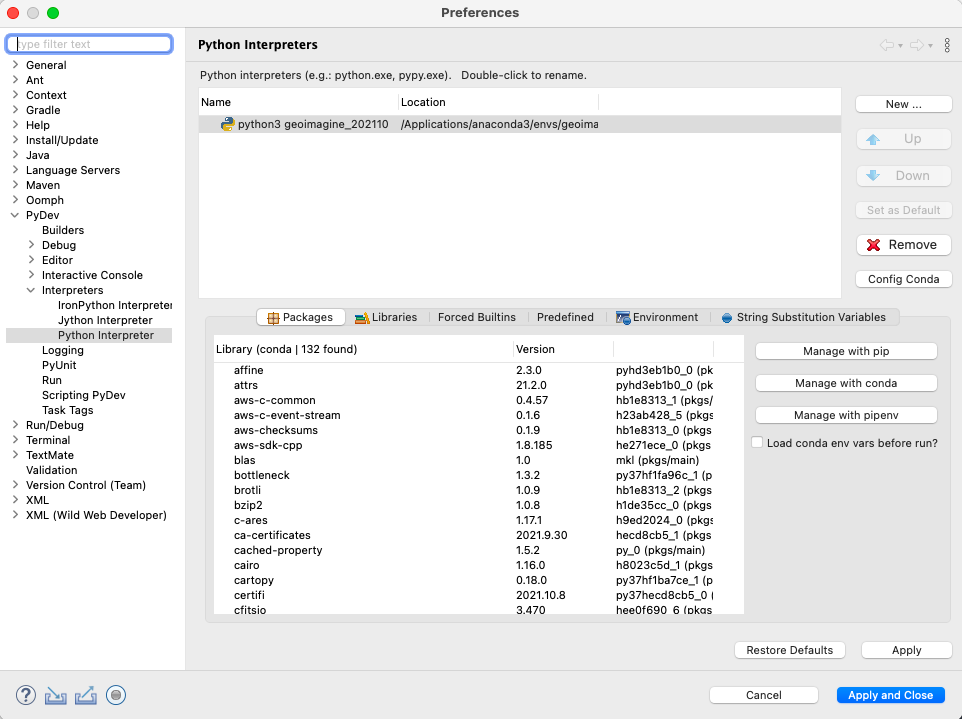 Preferences
type filter text
General
Ant
Context
Gradle
Help
Install/Update
Java
Language Servers
Maven
Oomph
PyDev
Builders
Debug
Editor
Interactive Console
Interpreters
IronPython Interpreter
Jython Interpreter
Python Interpreter
Logging
PyUnit
Run
Scripting PyDev
Task Tags
Run/Debug
Terminal
TextMate
Validation
Version Control (Team)
XML
XML (Wild Web Developer)
Python Interpreters
Python interpreters (e.g.: python.exe, pypy.exe). Double-click to rename.
Name Location
python3 geoimagine_202110 /Applications/anaconda3/envs/geoima
New ...
Up
Down
Set as Default
Remove
Config Conda
Packages Libraries Forced Builtins Predefined Environment String Substitution Variables
Library (conda | 132 found) Version
affine 2.3.0 pyhd3eb1b0_0 (pk
attrs 21.2.0 pyhd3eb1b0_0 (pk
aws-c-common 0.4.57 hb1e8313_1 (pkgs/
aws-c-event-stream 0.1.6 h23ab428_5 (pkgs
aws-checksums 0.1.9 hb1e8313_0 (pkgs
aws-sdk-cpp 1.8.185 he271ece_0 (pkgs
blas 1.0 mkl (pkgs/main)
bottleneck 1.3.2 py37hf1fa96c_1 (p
brotli 1.0.9 hb1e8313_2 (pkgs
bzip2 1.0.8 h1de35cc_0 (pkgs
c-ares 1.17.1 h9ed2024_0 (pkgs
ca-certificates 2021.9.30 hecd8cb5_1 (pkgs
cached-property 1.5.2 py_0 (pkgs/main)
cairo 1.16.0 h8023c5d_1 (pkgs
cartopy 0.18.0 py37hf1ba7ce_1 (p
certifi 2021.10.8 py37hecd8cb5_0 (
cfitsio 3.470 hee0f690_6 (pkgs
Manage with pip
Manage with conda
Manage with pipenv
Load conda env vars before run?
Restore Defaults Apply
? Cancel Apply and Close